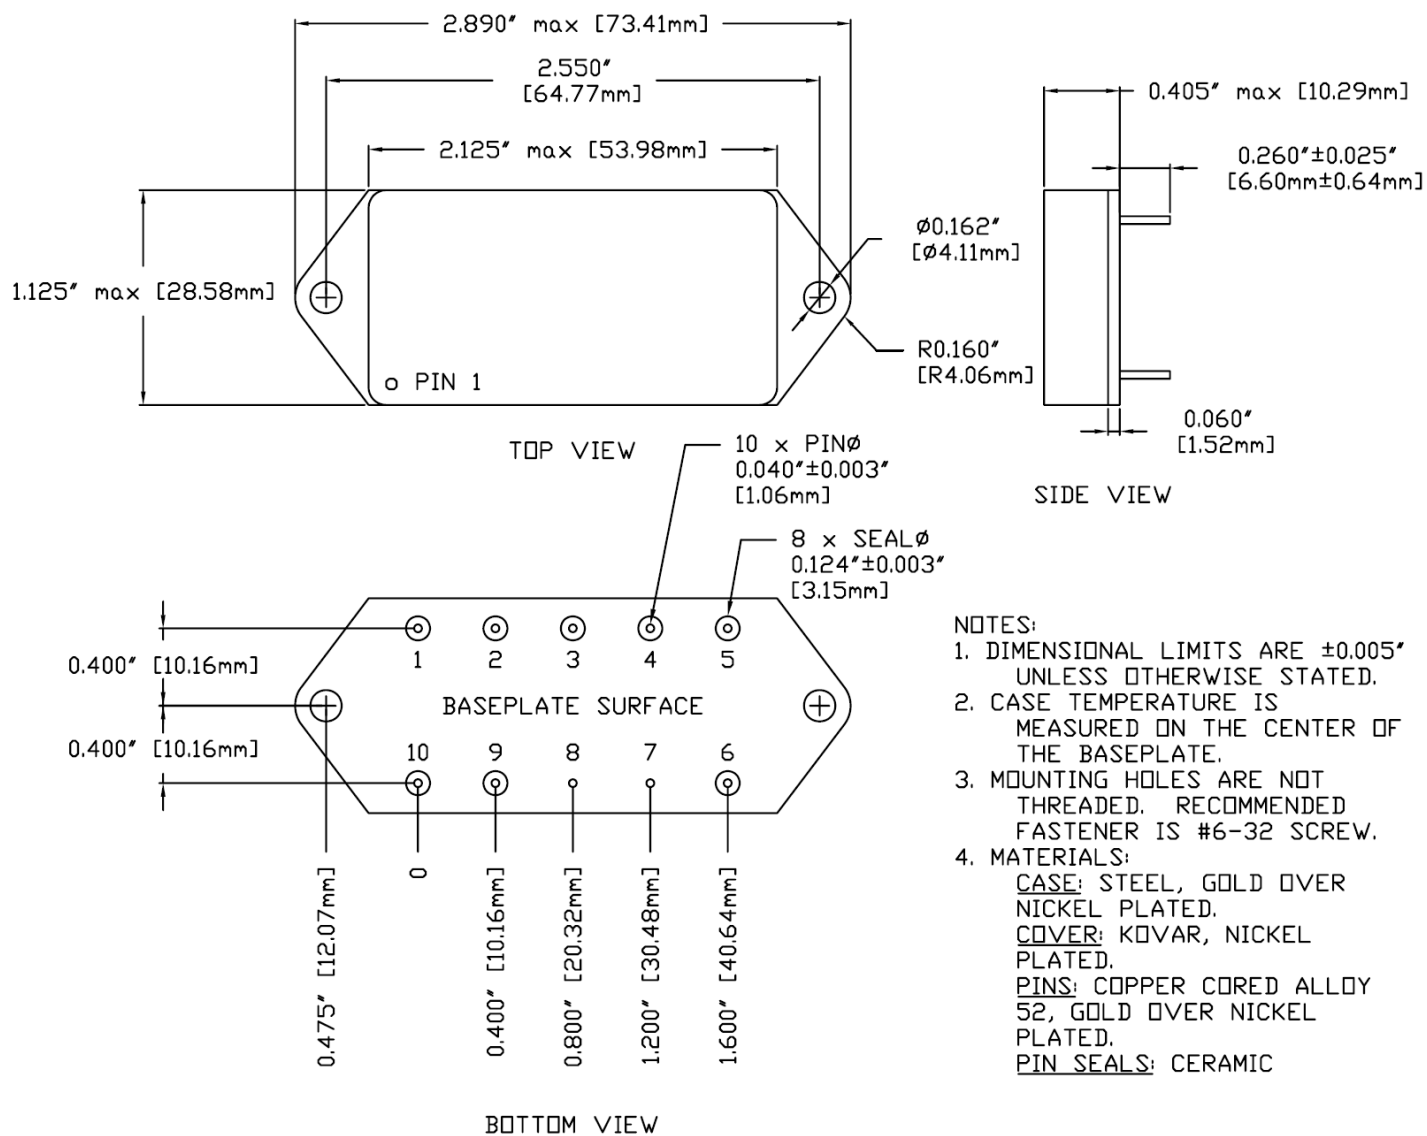 2.890" max [73.41mm]
2.550"
[64.77mm]
2.125" max [53.98mm]
1.125" max [28.58mm]
Ø0.162"
[Ø4.11mm]
R0.160"
[R4.06mm]
PIN 1
TOP VIEW
0.405" max [10.29mm]
0.260"±0.025"
[6.60mm±0.64mm]
0.060"
[1.52mm]
SIDE VIEW
10 x PINØ
0.040"±0.003"
[1.06mm]
8 x SEALØ
0.124"±0.003"
[3.15mm]
1 2 3 4 5
0.400" [10.16mm]
BASEPLATE SURFACE
0.400" [10.16mm]
10 9 8 7 6
0.475" [12.07mm]
0
0.400" [10.16mm]
0.800" [20.32mm]
1.200" [30.48mm]
1.600" [40.64mm]
BOTTOM VIEW
NOTES:
1. DIMENSIONAL LIMITS ARE ±0.005"
UNLESS OTHERWISE STATED.
2. CASE TEMPERATURE IS
MEASURED ON THE CENTER OF
THE BASEPLATE.
3. MOUNTING HOLES ARE NOT
THREADED. RECOMMENDED
FASTENER IS #6-32 SCREW.
4. MATERIALS:
CASE: STEEL, GOLD OVER
NICKEL PLATED.
COVER: KOVAR, NICKEL
PLATED.
PINS: COPPER CORED ALLOY
52, GOLD OVER NICKEL
PLATED.
PIN SEALS: CERAMIC